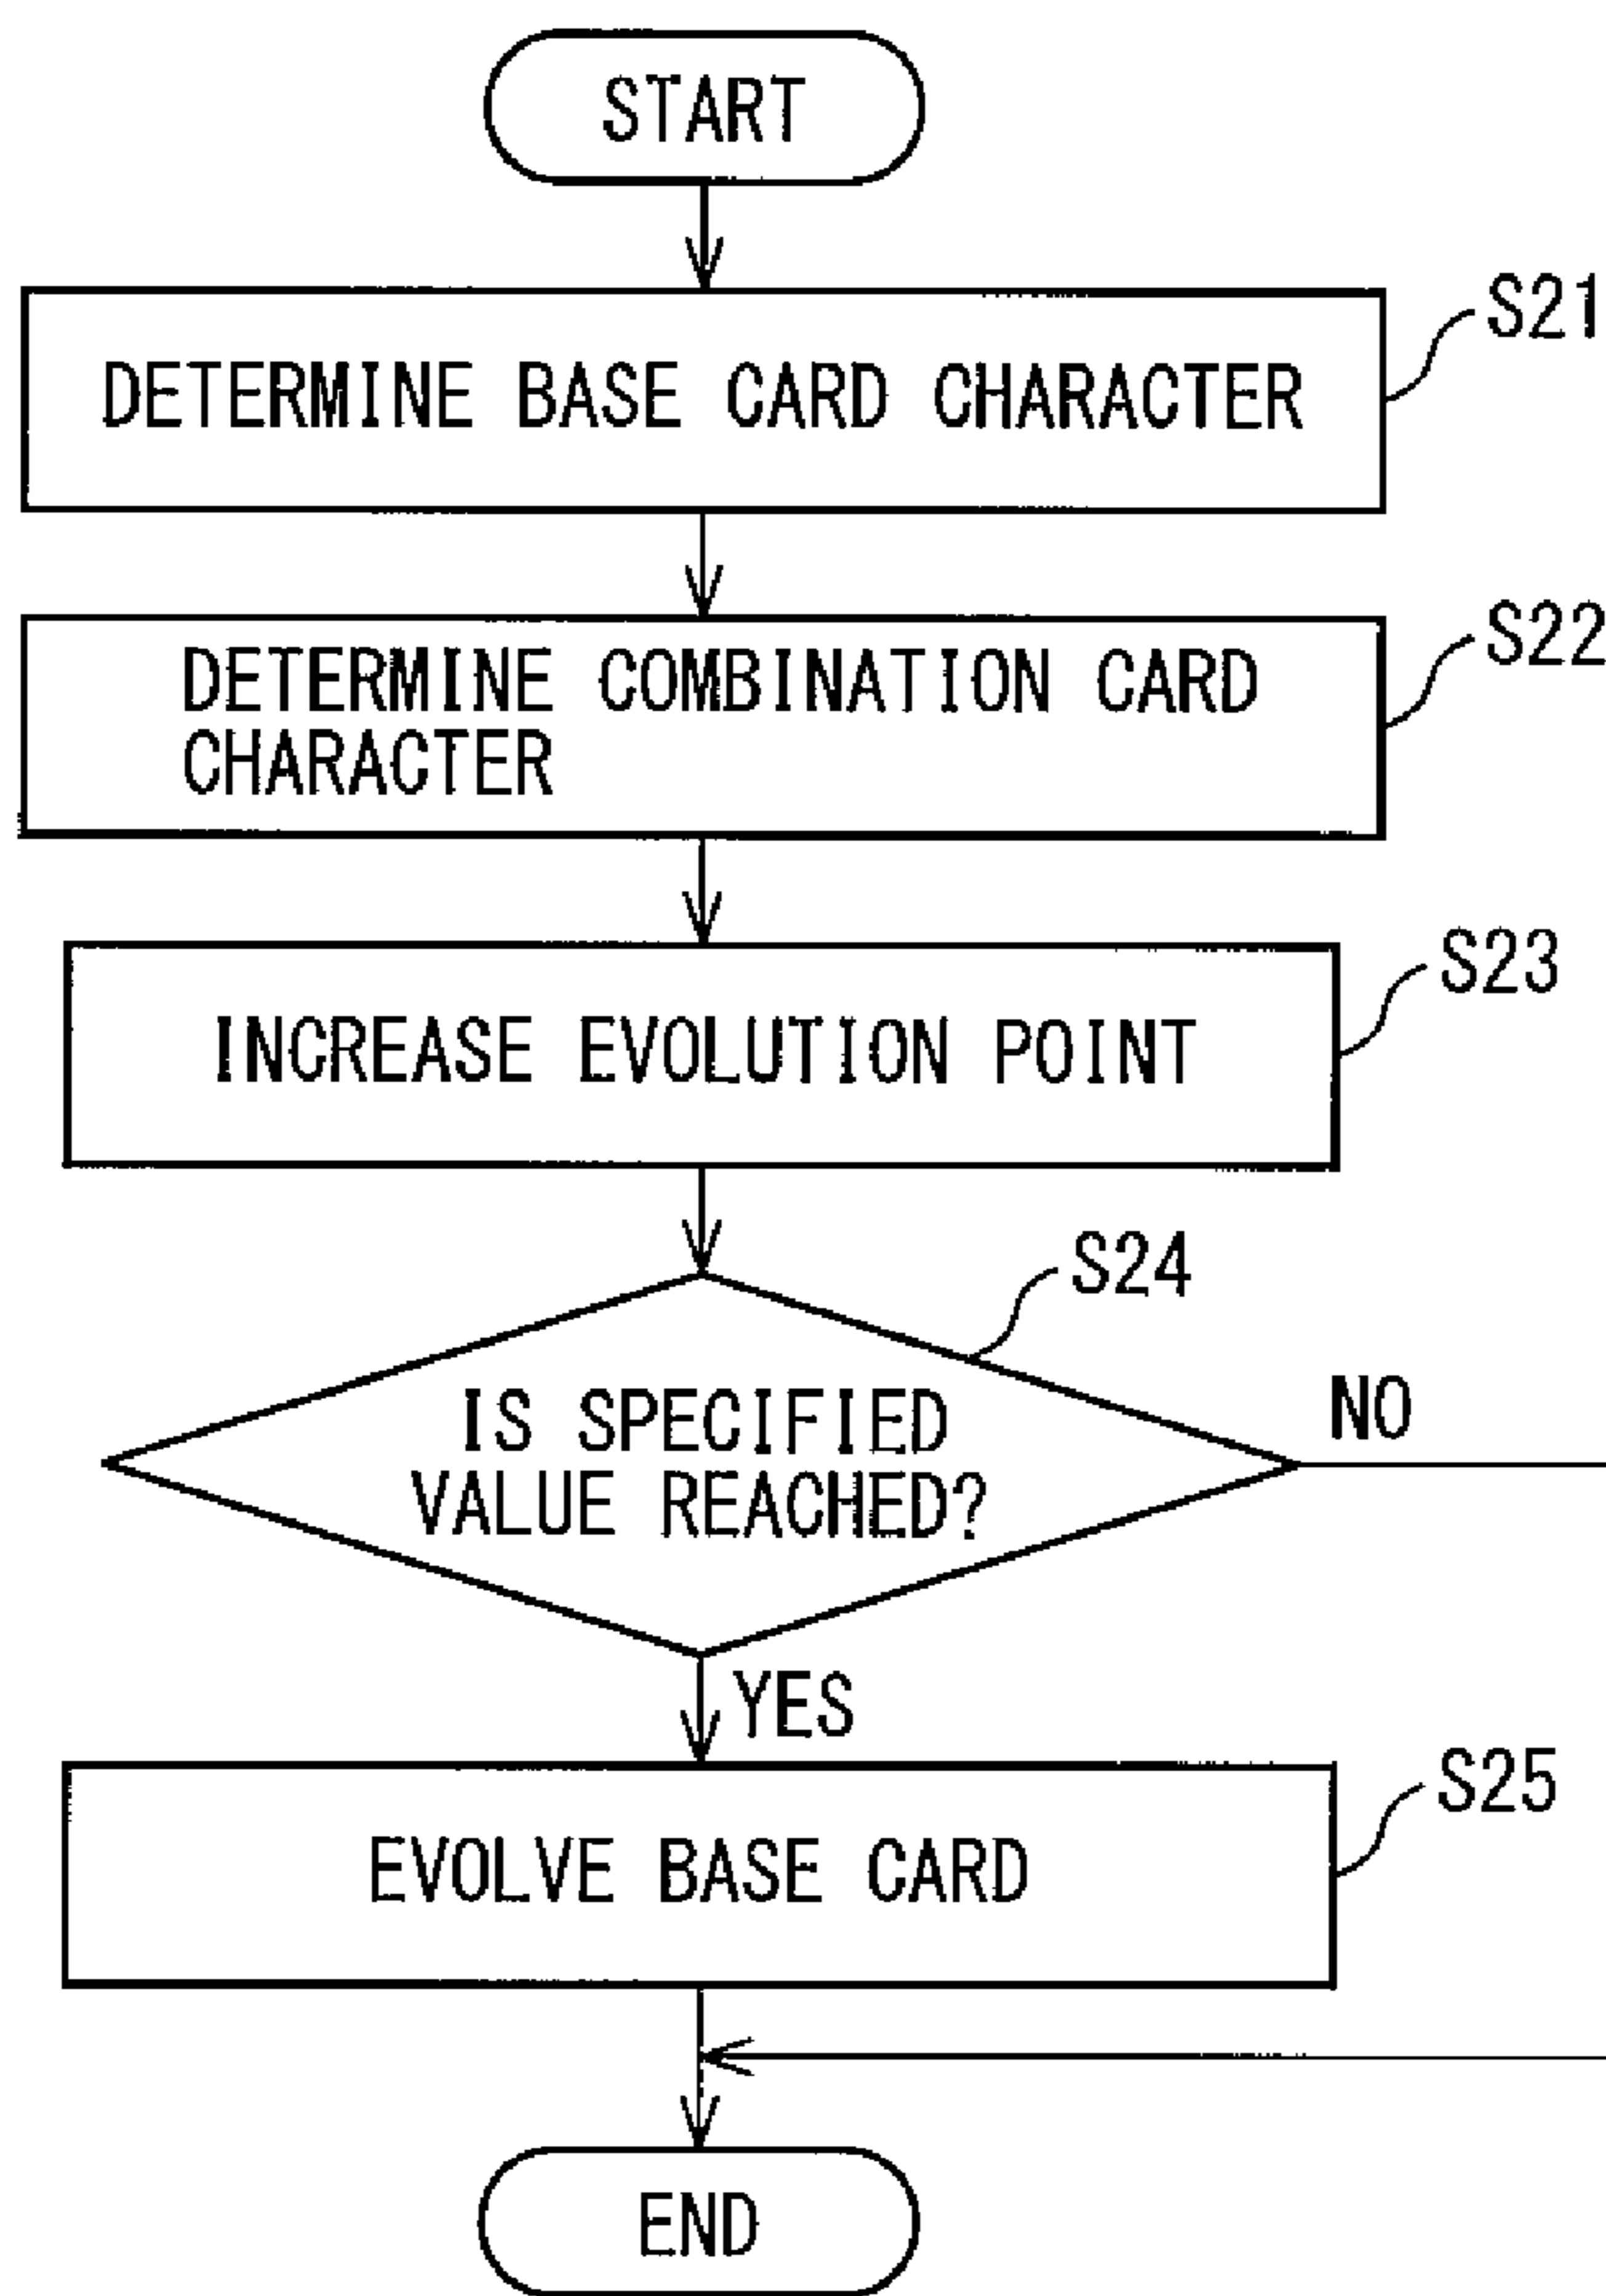 START
S21
DETERMINE BASE CARD CHARACTER
S22
DETERMINE COMBINATION CARD
CHARACTER
S23
INCREASE EVOLUTION POINT
S24
IS SPECIFIED
VALUE REACHED?
NO
YES
S25
EVOLVE BASE CARD
END